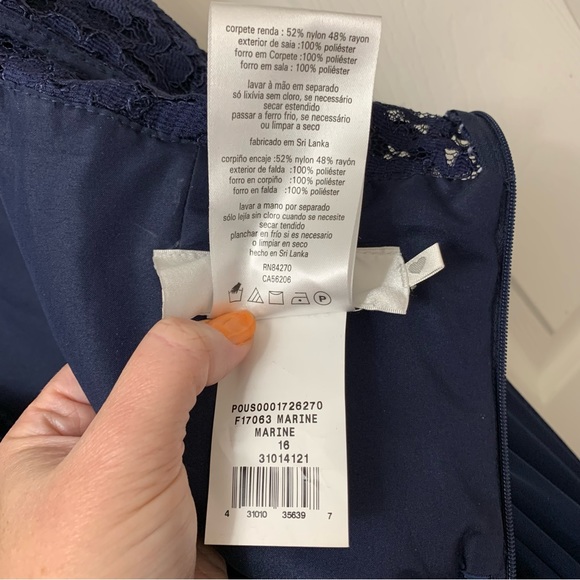 corpete renda : 52% nylon 48% rayon
exterior de saia :100% poliéster
forro em Corpete :100% poliéster
forro em saia :100% poliéster
lavar à mão em separado
só lixívia sem cloro, se necessário
secar estendido
passar a ferro frio, se necessário
ou limpar a seco
fabricado em Sri Lanka
corpiño encaje :52% nylon 48% rayón
exterior de falda :100% poliéster
forro en corpiño :100% poliéster
forro en falda :100% poliéster
lavar a mano por separado
sólo lejía sin cloro cuando se necesite
secar tendido
planchar en frío si es necesario
o limpiar en seco
hecho en Sri Lanka
RN84270
CA56206
P
POUS0001726270
F17063 MARINE
MARINE
16
31014121
4 31010 35639 7